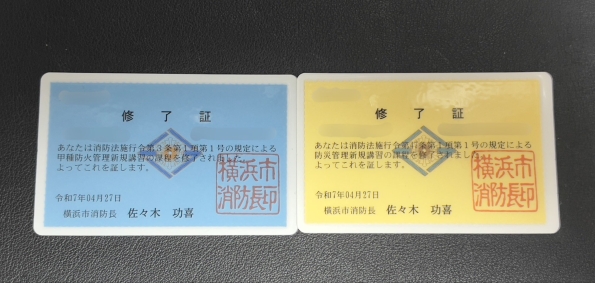 修了証
あなたは消防法施行令第3条第1項第1号の規定による
甲種防火管理新規講習の課程を修了されました。
よってこれを証します。
令和7年04月27日
横浜市消防長 佐々木 功喜
横浜市
消防長印
修了証
あなたは消防法施行令第47条第1項第1号の規定による
防災管理新規講習の課程を修了されました。
よってこれを証します。
令和7年04月27日
横浜市消防長 佐々木 功喜
横浜市
消防長印